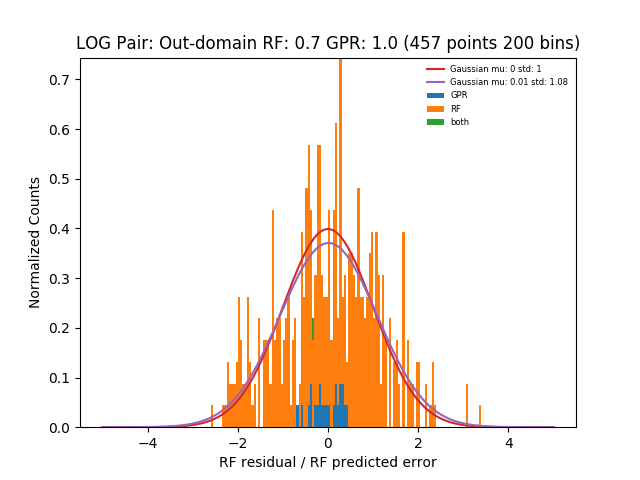 LOG Pair: Out-domain RF: 0.7 GPR: 1.0 (457 points 200 bins)
Gaussian mu: 0 std: 1
Gaussian mu: 0.01 std: 1.08
GPR
RF
both
Normalized Counts
0.7
0.6
0.5
0.4
0.3
0.2
0.1
0.0
−4 −2 0 2 4
RF residual / RF predicted error